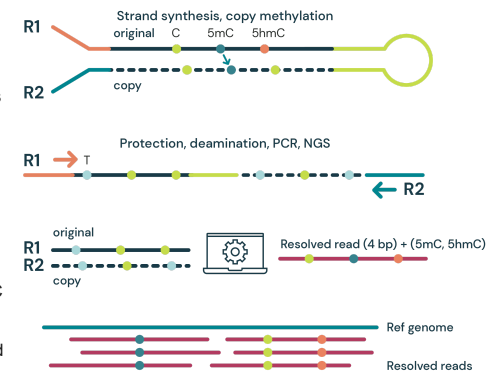 Strand synthesis, copy methylation
R1
original C 5mC 5hmC
R2
copy
Protection, deamination, PCR, NGS
R1
T
R2
original
R1
R2
copy
Resolved read (4 bp) + (5mC, 5hmC)
Ref genome
Resolved reads